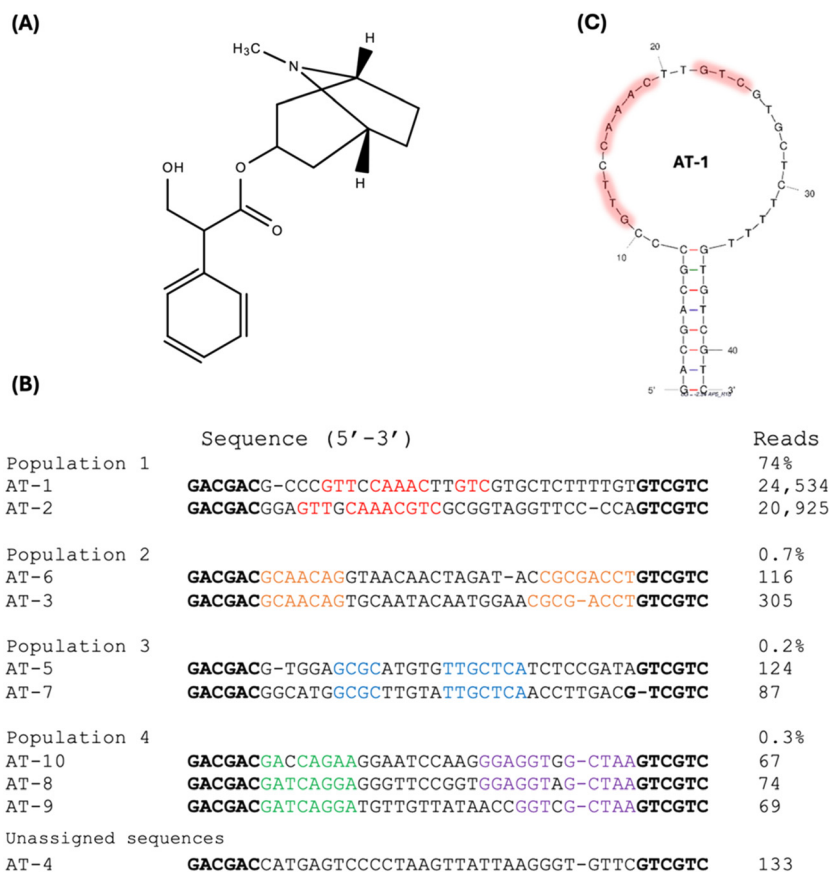 (A)
H₃C
N
H
H
OH
O
O
(C)
20
AT-1
30
10
40
5'
GACGACGCCCGTTCCAAACTTGTCGTGCTCTTTTGTGTCGTC
3'
(B)
Sequence (5’-3’) Reads
Population 1 74%
AT-1 GACGACG-CCCGTTCCAAACTTGTCGTGCTCTTTTGTGTCGTC 24,534
AT-2 GACGACGGAGTTGCAAACGTCGCGGTAGGTTCC-CCAGTCGTC 20,925
Population 2 0.7%
AT-6 GACGACGCAACAGGTAACAACTAGAT-ACCGCGACCTGTCGTC 116
AT-3 GACGACGCAACAGTGCAATACAATGGAACGCG-ACCTGTCGTC 305
Population 3 0.2%
AT-5 GACGACG-TGGAGCGCATGTGTTGCTCATCTCCGATAGTCGTC 124
AT-7 GACGACGGCATGGCGCTTGTATTGCTCAACCTTGACG-TCGTC 87
Population 4 0.3%
AT-10 GACGACGACCAGAAGGAATCCAAGGGAGGTGG-CTAAGTCGTC 67
AT-8 GACGACGATCAGGAGGGTTCCGGTGGAGGTAG-CTAAGTCGTC 74
AT-9 GACGACGATCAGGATGTTGTTATAACCGGTCG-CTAAGTCGTC 69
Unassigned sequences
AT-4 GACGACCATGAGTCCCCTAAGTTATTAAGGGT-GTTCGTCGTC 133